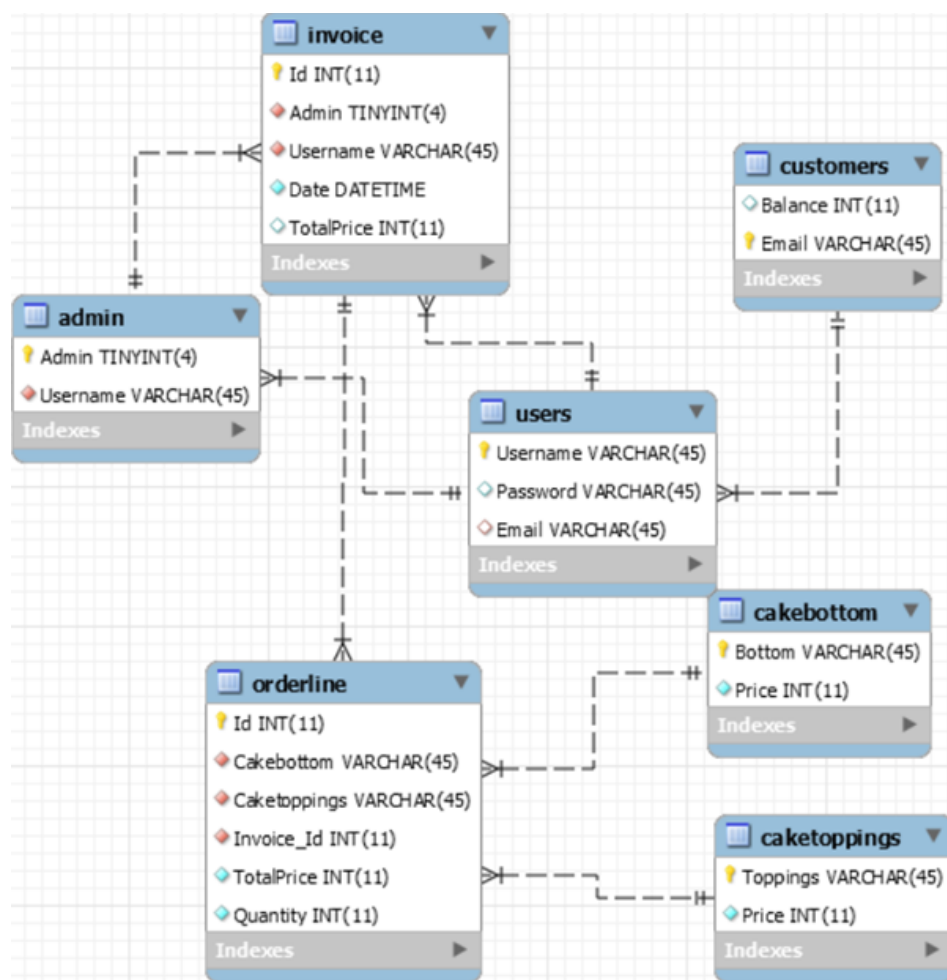 invoice
Id INT(11)
Admin TINYINT(4)
Username VARCHAR(45)
Date DATETIME
TotalPrice INT(11)
Indexes
customers
Balance INT(11)
Email VARCHAR(45)
Indexes
admin
Admin TINYINT(4)
Username VARCHAR(45)
Indexes
users
Username VARCHAR(45)
Password VARCHAR(45)
Email VARCHAR(45)
Indexes
cakebottom
Bottom VARCHAR(45)
Price INT(11)
Indexes
orderline
Id INT(11)
Cakebottom VARCHAR(45)
Caketoppings VARCHAR(45)
Invoice_Id INT(11)
TotalPrice INT(11)
Quantity INT(11)
Indexes
caketoppings
Toppings VARCHAR(45)
Price INT(11)
Indexes